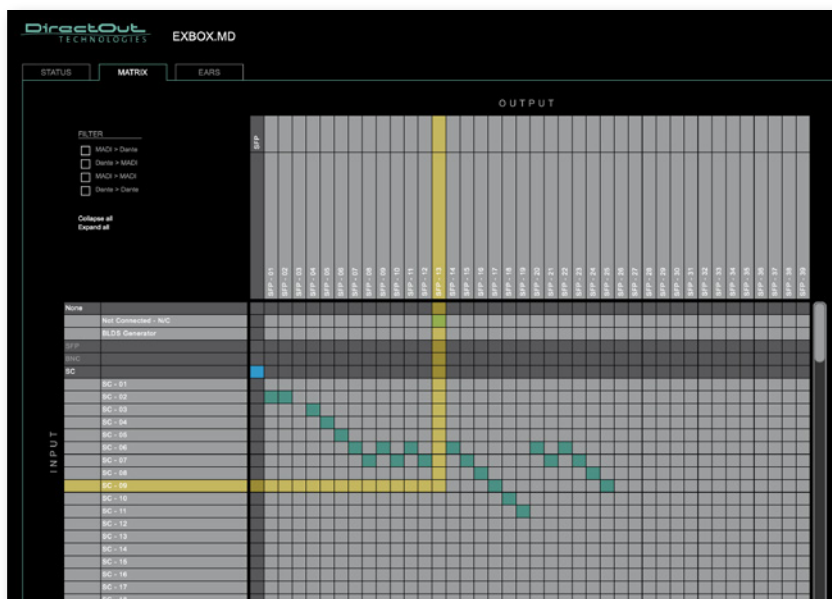 DirectOut
TECHNOLOGIES
EXBOX.MD
STATUS
MATRIX
EARS
OUTPUT
FILTER
MADI > Dante
Dante > MADI
MADI > MADI
Dante > Dante
Collapse all
Expand all
SFP
SFP - 01
SFP - 02
SFP - 03
SFP - 04
SFP - 05
SFP - 06
SFP - 07
SFP - 08
SFP - 09
SFP - 10
SFP - 11
SFP - 12
SFP - 13
SFP - 14
SFP - 15
SFP - 16
SFP - 17
SFP - 18
SFP - 19
SFP - 20
SFP - 21
SFP - 22
SFP - 23
SFP - 24
SFP - 25
SFP - 26
SFP - 27
SFP - 28
SFP - 29
SFP - 30
SFP - 31
SFP - 32
SFP - 33
SFP - 34
SFP - 35
SFP - 36
SFP - 37
SFP - 38
SFP - 39
INPUT
None
Not Connected - N/C
BLDS Generator
SFP
BNC
SC
SC - 01
SC - 02
SC - 03
SC - 04
SC - 05
SC - 06
SC - 07
SC - 08
SC - 09
SC - 10
SC - 11
SC - 12
SC - 13
SC - 14
SC - 15
SC - 16
SC - 17